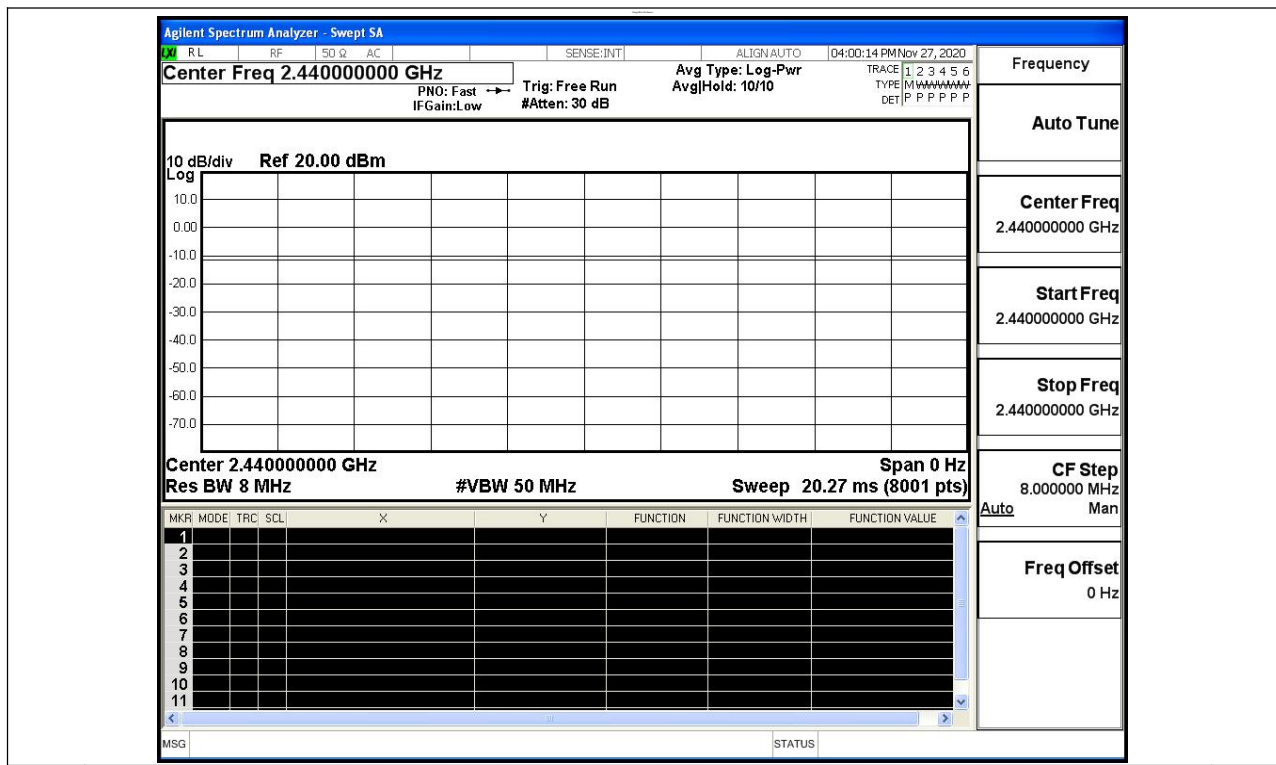 Agilent Spectrum Analyzer - Swept SA
LXI RL RF 50 Ω AC SENSE:INT ALIGN AUTO 04:00:14 PM Nov 27, 2020
Center Freq 2.440000000 GHz
PNO: Fast
IFGain:Low
Trig: Free Run
#Atten: 30 dB
Avg Type: Log-Pwr
Avg|Hold: 10/10
TRACE 1 2 3 4 5 6
TYPE M WWWWW
DET P P P P P P
10 dB/div Ref 20.00 dBm
Log
10.0
0.00
-10.0
-20.0
-30.0
-40.0
-50.0
-60.0
-70.0
Center 2.440000000 GHz Span 0 Hz
Res BW 8 MHz #VBW 50 MHz Sweep 20.27 ms (8001 pts)
MKR MODE TRC SCL X Y FUNCTION FUNCTION WIDTH FUNCTION VALUE
1
2
3
4
5
6
7
8
9
10
11
MSG STATUS
Frequency
Auto Tune
Center Freq
2.440000000 GHz
Start Freq
2.440000000 GHz
Stop Freq
2.440000000 GHz
CF Step
8.000000 MHz
Auto Man
Freq Offset
0 Hz